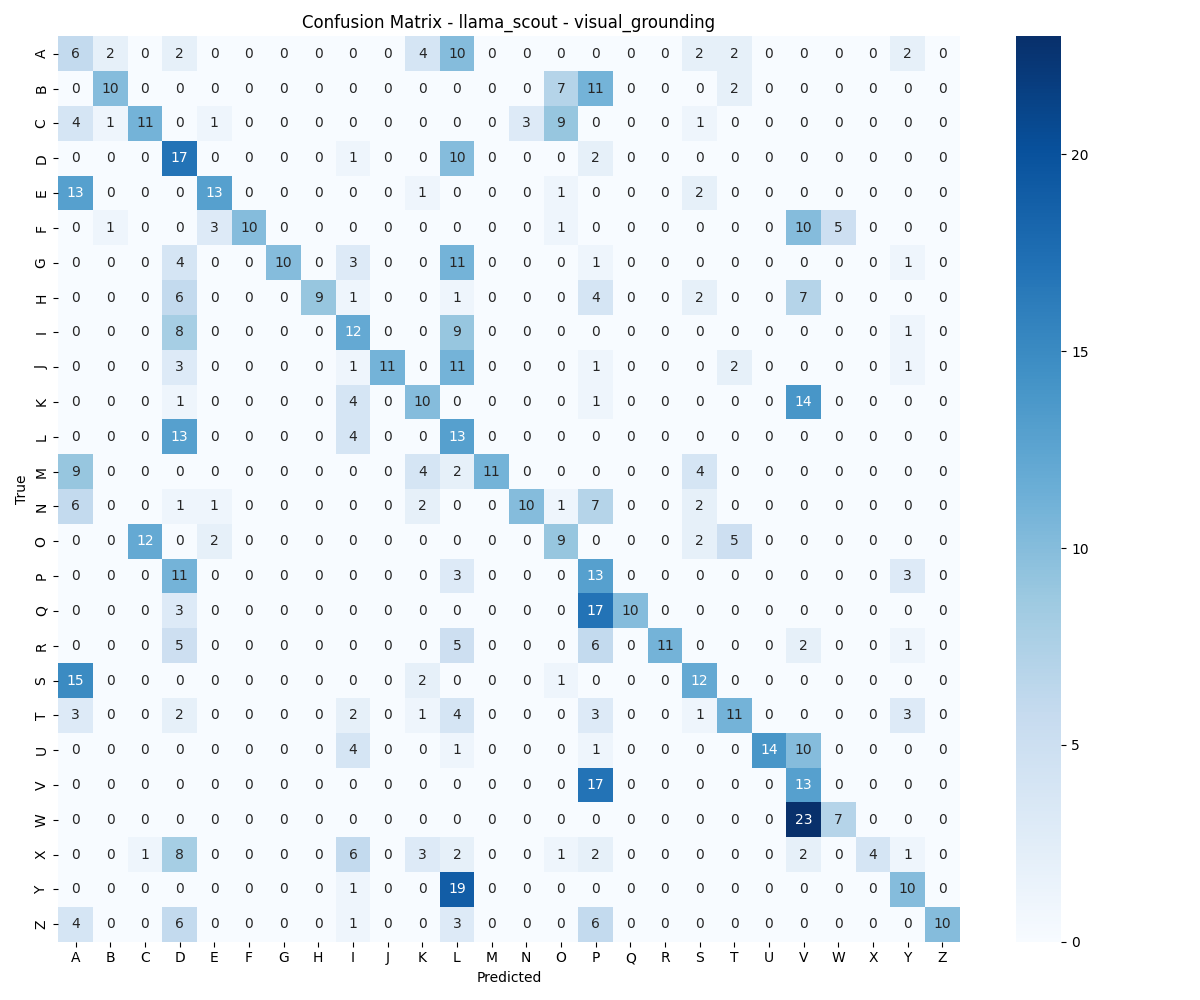 Confusion Matrix - llama_scout - visual_grounding
True
A 6 2 0 2 0 0 0 0 0 0 4 10 0 0 0 0 0 0 2 2 0 0 0 0 2 0
B 0 10 0 0 0 0 0 0 0 0 0 0 0 0 7 11 0 0 0 2 0 0 0 0 0 0
C 4 1 11 0 1 0 0 0 0 0 0 0 0 3 9 0 0 0 1 0 0 0 0 0 0 0
D 0 0 0 17 0 0 0 0 1 0 0 10 0 0 0 2 0 0 0 0 0 0 0 0 0 0
E 13 0 0 0 13 0 0 0 0 0 1 0 0 0 1 0 0 0 2 0 0 0 0 0 0 0
F 0 1 0 0 3 10 0 0 0 0 0 0 0 0 1 0 0 0 0 0 0 10 5 0 0 0
G 0 0 0 4 0 0 10 0 3 0 0 11 0 0 0 1 0 0 0 0 0 0 0 0 1 0
H 0 0 0 6 0 0 0 9 1 0 0 1 0 0 0 4 0 0 2 0 0 7 0 0 0 0
I 0 0 0 8 0 0 0 0 12 0 0 9 0 0 0 0 0 0 0 0 0 0 0 0 1 0
J 0 0 0 3 0 0 0 0 1 11 0 11 0 0 0 1 0 0 0 2 0 0 0 0 1 0
K 0 0 0 1 0 0 0 0 4 0 10 0 0 0 0 1 0 0 0 0 0 14 0 0 0 0
L 0 0 0 13 0 0 0 0 4 0 0 13 0 0 0 0 0 0 0 0 0 0 0 0 0 0
M 9 0 0 0 0 0 0 0 0 0 4 2 11 0 0 0 0 0 4 0 0 0 0 0 0 0
N 6 0 0 1 1 0 0 0 0 0 2 0 0 10 1 7 0 0 2 0 0 0 0 0 0 0
O 0 0 12 0 2 0 0 0 0 0 0 0 0 0 9 0 0 0 2 5 0 0 0 0 0 0
P 0 0 0 11 0 0 0 0 0 0 0 3 0 0 0 13 0 0 0 0 0 0 0 0 3 0
Q 0 0 0 3 0 0 0 0 0 0 0 0 0 0 0 17 10 0 0 0 0 0 0 0 0 0
R 0 0 0 5 0 0 0 0 0 0 0 5 0 0 0 6 0 11 0 0 0 2 0 0 1 0
S 15 0 0 0 0 0 0 0 0 0 2 0 0 0 1 0 0 0 12 0 0 0 0 0 0 0
T 3 0 0 2 0 0 0 0 2 0 1 4 0 0 0 3 0 0 1 11 0 0 0 0 3 0
U 0 0 0 0 0 0 0 0 4 0 0 1 0 0 0 1 0 0 0 0 14 10 0 0 0 0
V 0 0 0 0 0 0 0 0 0 0 0 0 0 0 0 17 0 0 0 0 0 13 0 0 0 0
W 0 0 0 0 0 0 0 0 0 0 0 0 0 0 0 0 0 0 0 0 0 23 7 0 0 0
X 0 0 1 8 0 0 0 0 6 0 3 2 0 0 1 2 0 0 0 0 0 2 0 4 1 0
Y 0 0 0 0 0 0 0 0 1 0 0 19 0 0 0 0 0 0 0 0 0 0 0 0 10 0
Z 4 0 0 6 0 0 0 0 1 0 0 3 0 0 0 6 0 0 0 0 0 0 0 0 0 10
A B C D E F G H I J K L M N O P Q R S T U V W X Y Z
Predicted
20
15
10
5
0